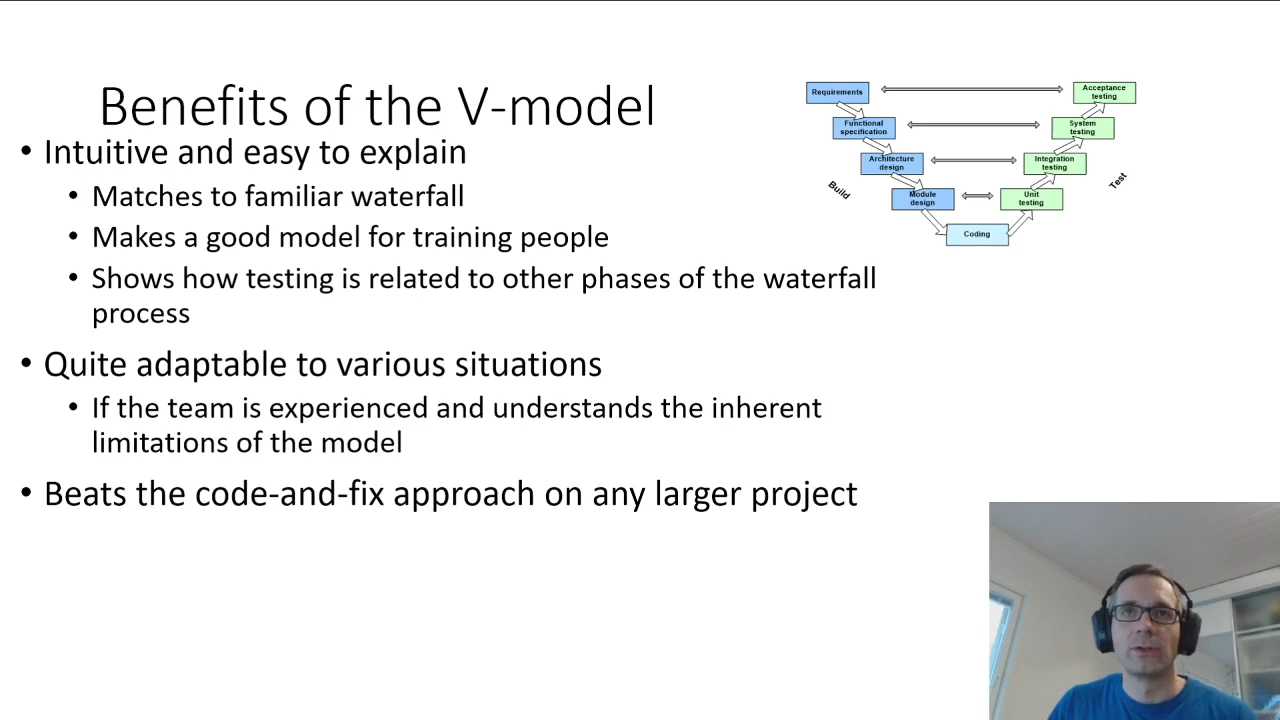 Benefits of the V-model
• Intuitive and easy to explain
• Matches to familiar waterfall
• Makes a good model for training people
• Shows how testing is related to other phases of the waterfall
process
• Quite adaptable to various situations
• If the team is experienced and understands the inherent
limitations of the model
• Beats the code-and-fix approach on any larger project
Requirements
Functional
specification
Architecture
design
Module
design
Coding
Unit
testing
Integration
testing
System
testing
Acceptance
testing
Build
Test